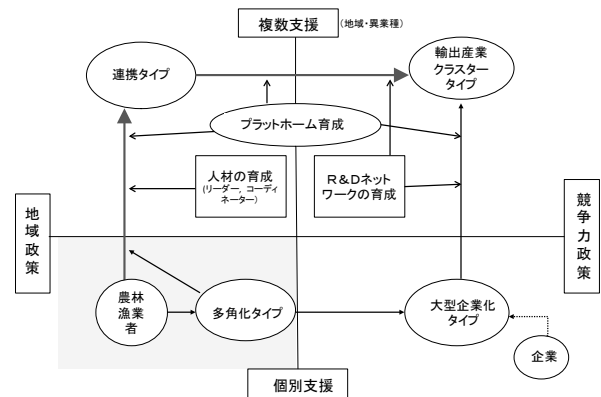 複数支援
(地域・異業種)
連携タイプ
輸出産業
クラスター
タイプ
プラットホーム育成
人材の育成
(リーダー, コーディ
ネーター)
R&Dネット
ワークの育成
地域政策
競争力政策
農林
漁業
者
多角化タイプ
大型企業化
タイプ
企業
個別支援